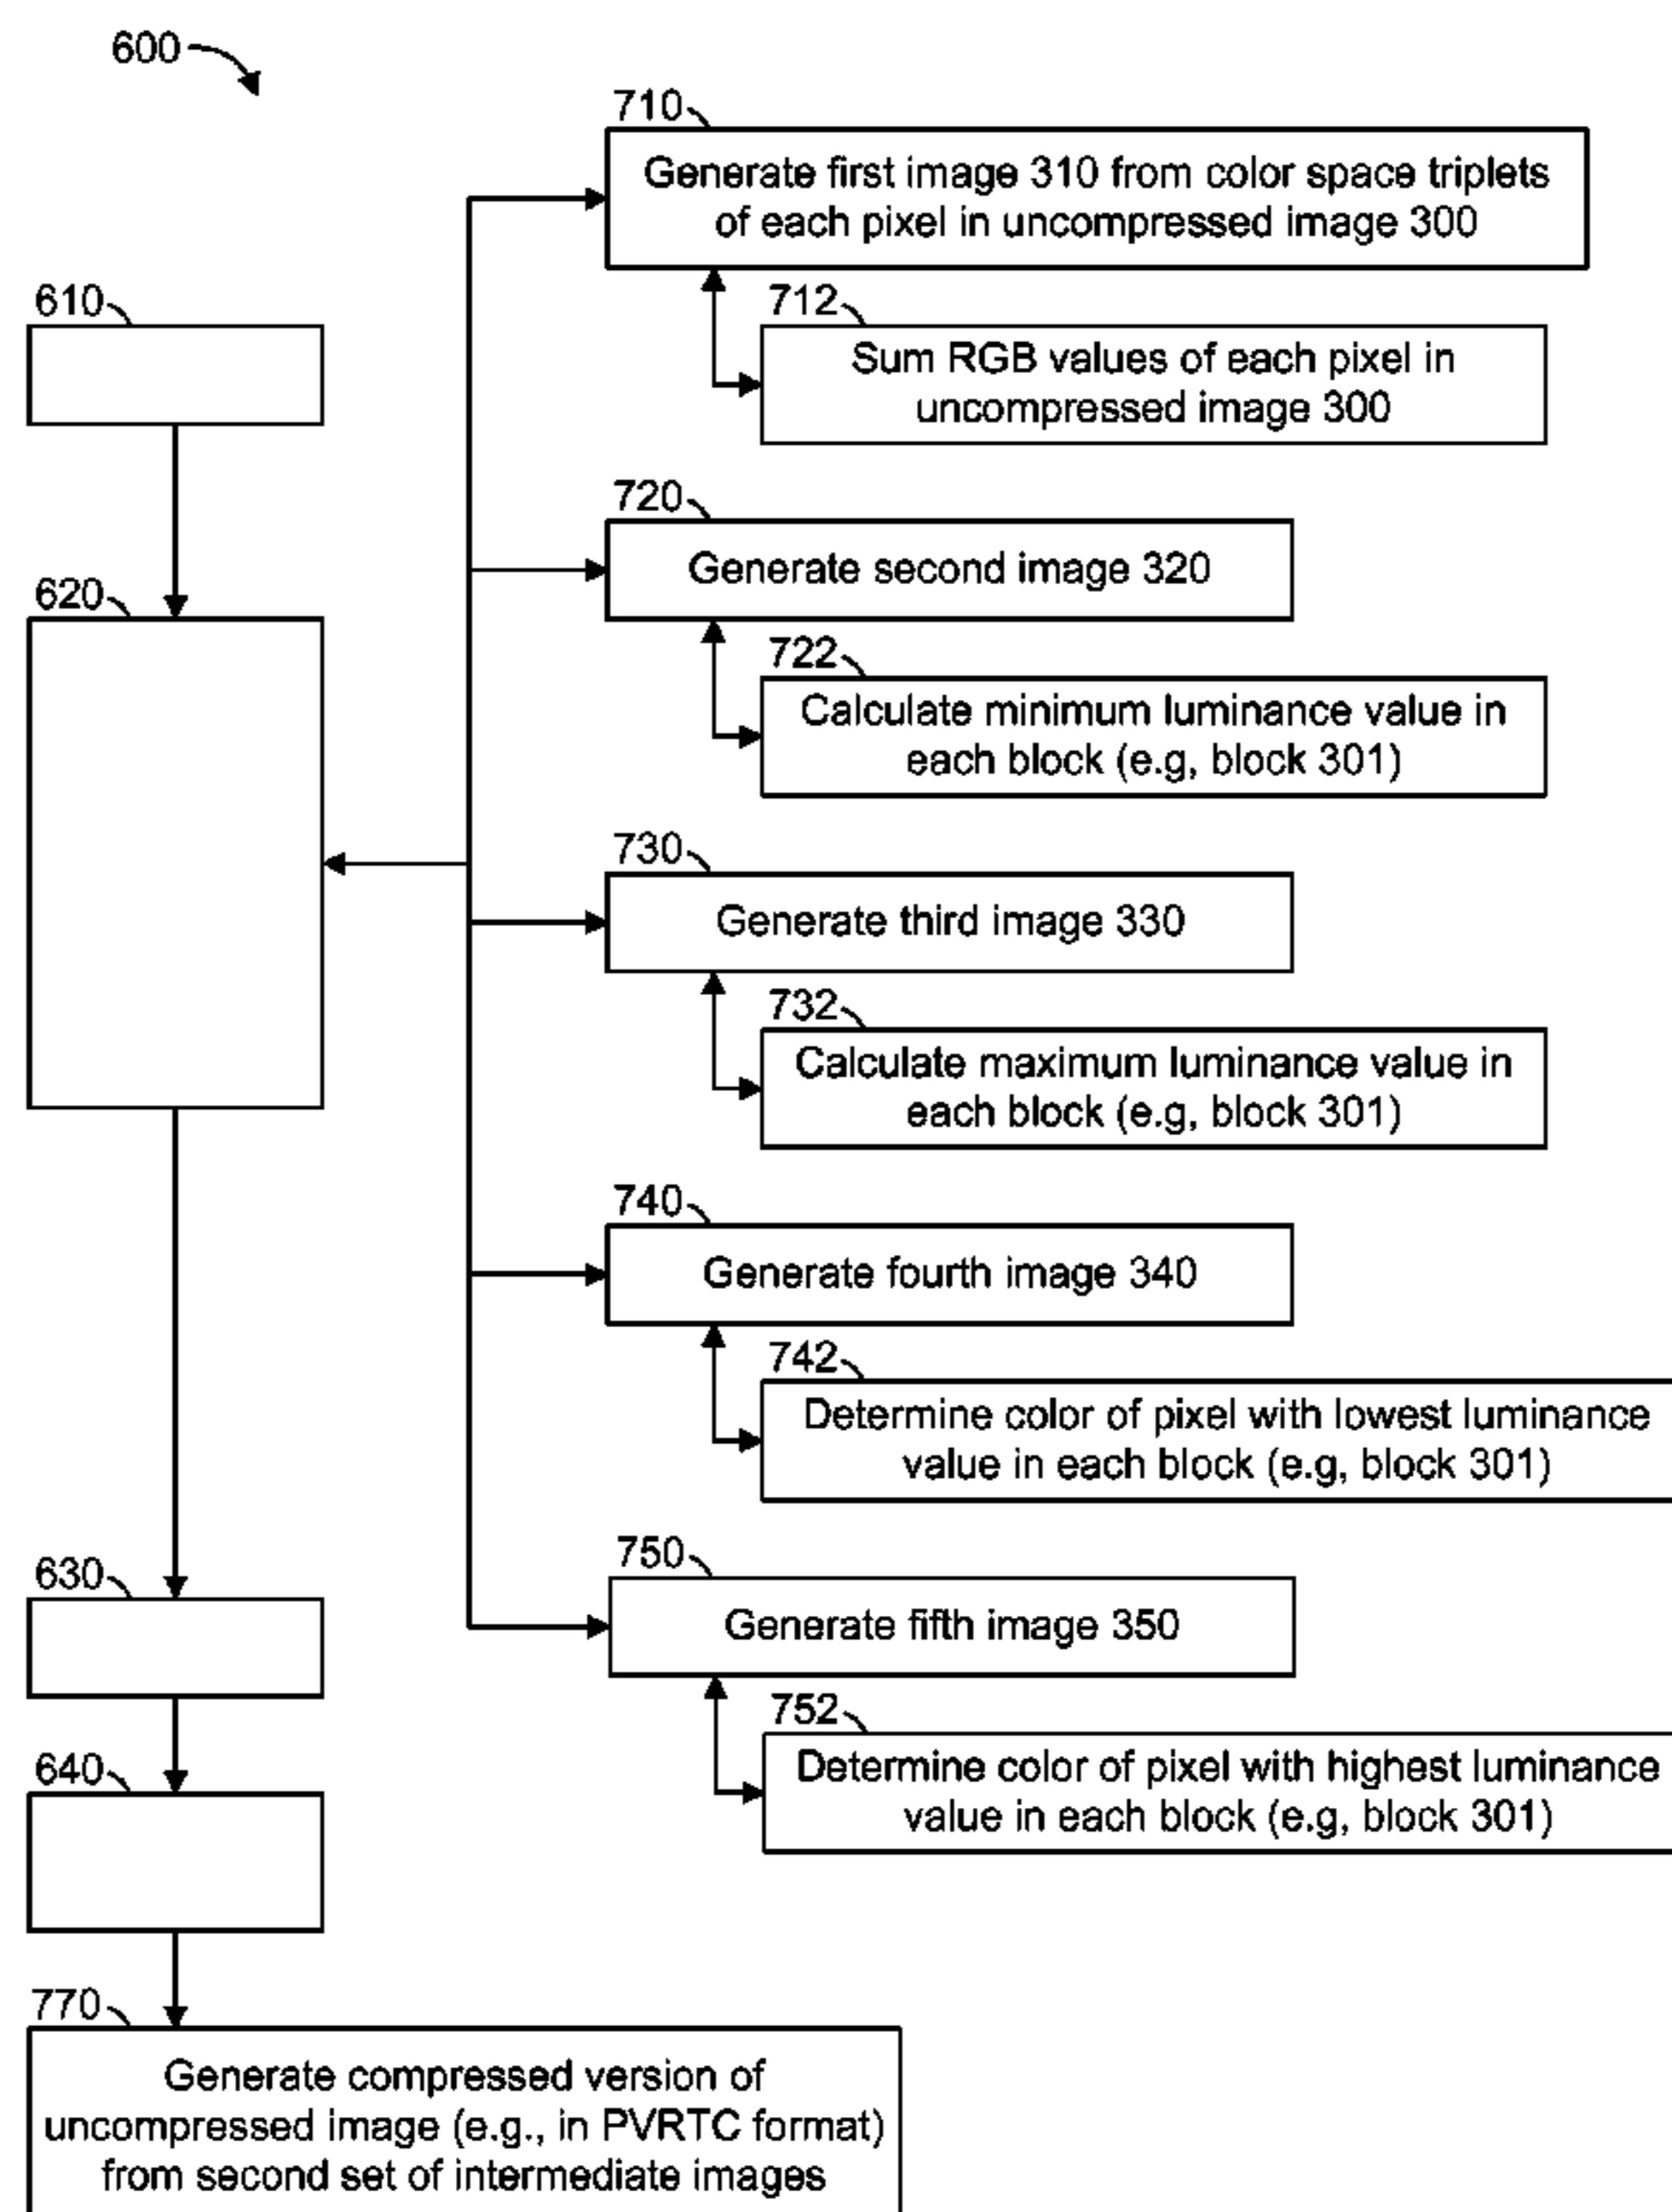 600
710
Generate first image 310 from color space triplets
of each pixel in uncompressed image 300
610
712
Sum RGB values of each pixel in
uncompressed image 300
720
Generate second image 320
620
722
Calculate minimum luminance value in
each block (e.g, block 301)
730
Generate third image 330
732
Calculate maximum luminance value in
each block (e.g, block 301)
740
Generate fourth image 340
742
Determine color of pixel with lowest luminance
value in each block (e.g, block 301)
750
Generate fifth image 350
630
752
Determine color of pixel with highest luminance
value in each block (e.g, block 301)
640
770
Generate compressed version of
uncompressed image (e.g., in PVRTC format)
from second set of intermediate images